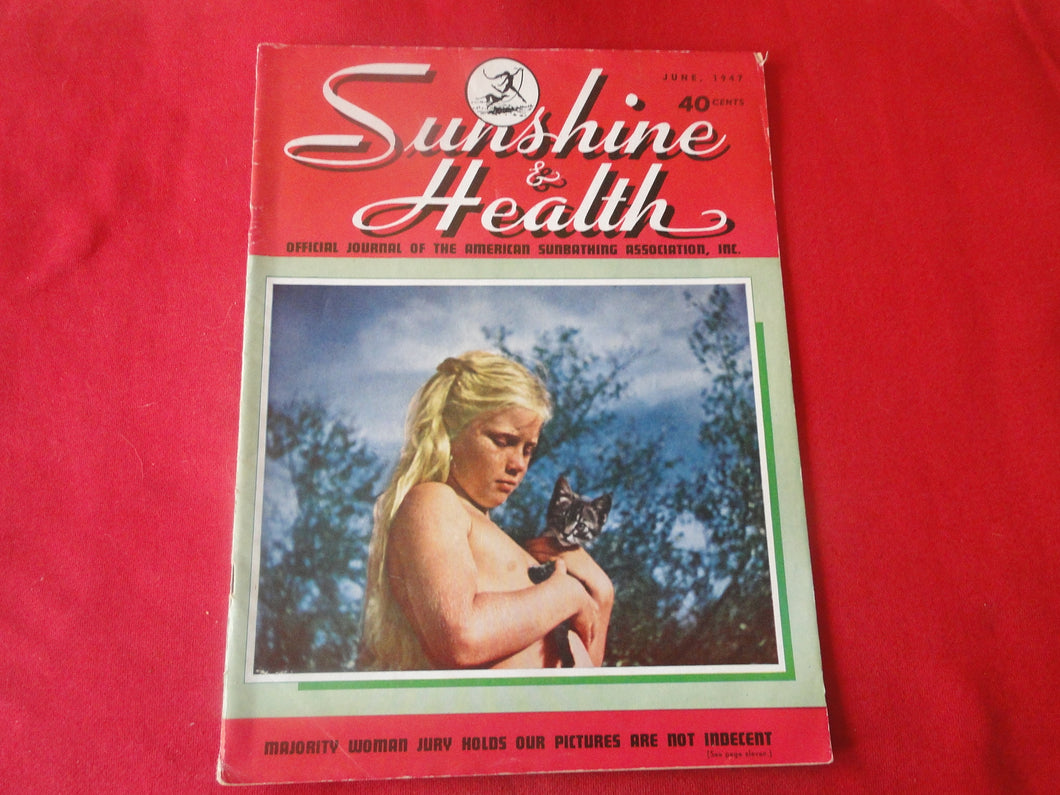 JUNE, 1947
40 CENTS
Sunshine
&
Health
OFFICIAL JOURNAL OF THE AMERICAN SUNBATHING ASSOCIATION, INC.
MAJORITY WOMAN JURY HOLDS OUR PICTURES ARE NOT INDECENT
(See page eleven.)